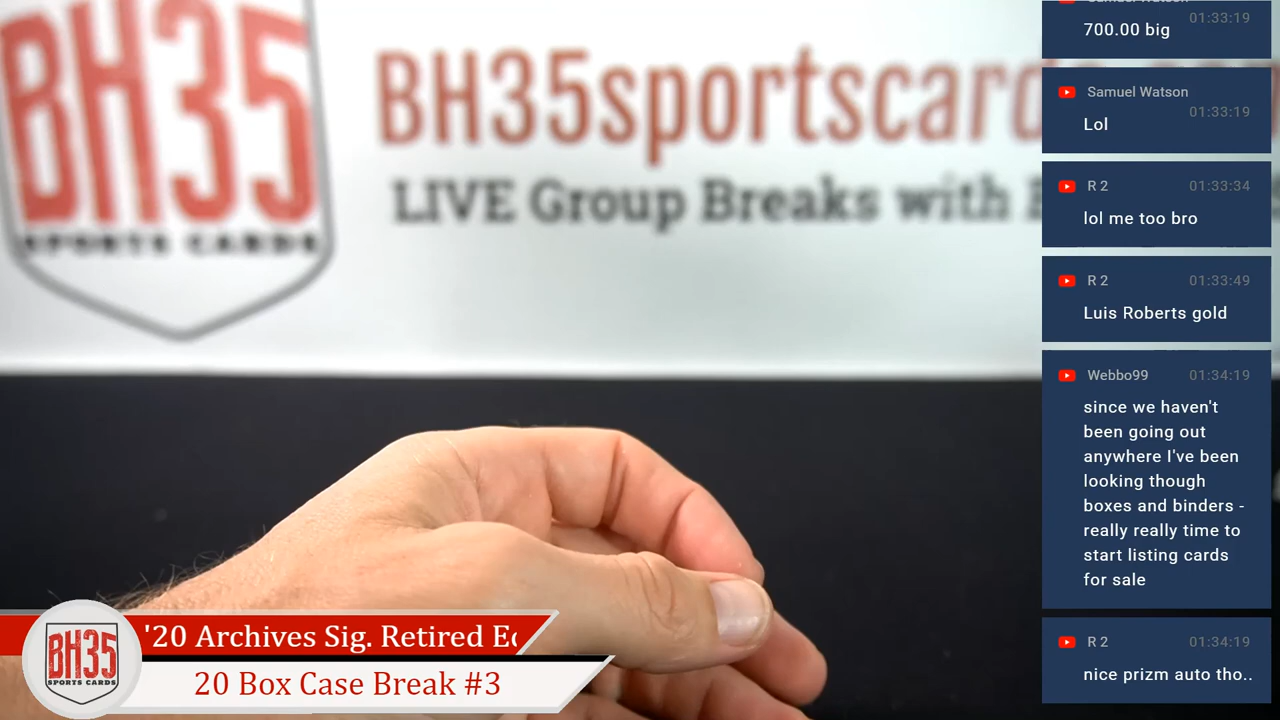 BH35
SPORTS CARDS
BH35sportscard
LIVE Group Breaks with
01:33:19
700.00 big
Samuel Watson
01:33:19
Lol
R 2
01:33:34
lol me too bro
R 2
01:33:49
Luis Roberts gold
Webbo99
01:34:19
since we haven't
been going out
anywhere I've been
looking though
boxes and binders -
really really time to
start listing cards
for sale
R 2
01:34:19
nice prizm auto tho..
BH35
SPORTS CARDS
'20 Archives Sig. Retired
20 Box Case Break #3